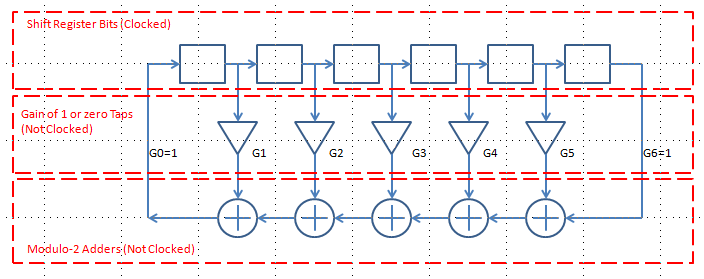 Shift Register Bits (Clocked)
Gain of 1 or zero Taps
(Not Clocked)
G0=1
G1
G2
G3
G4
G5
G6=1
Modulo-2 Adders (Not Clocked)